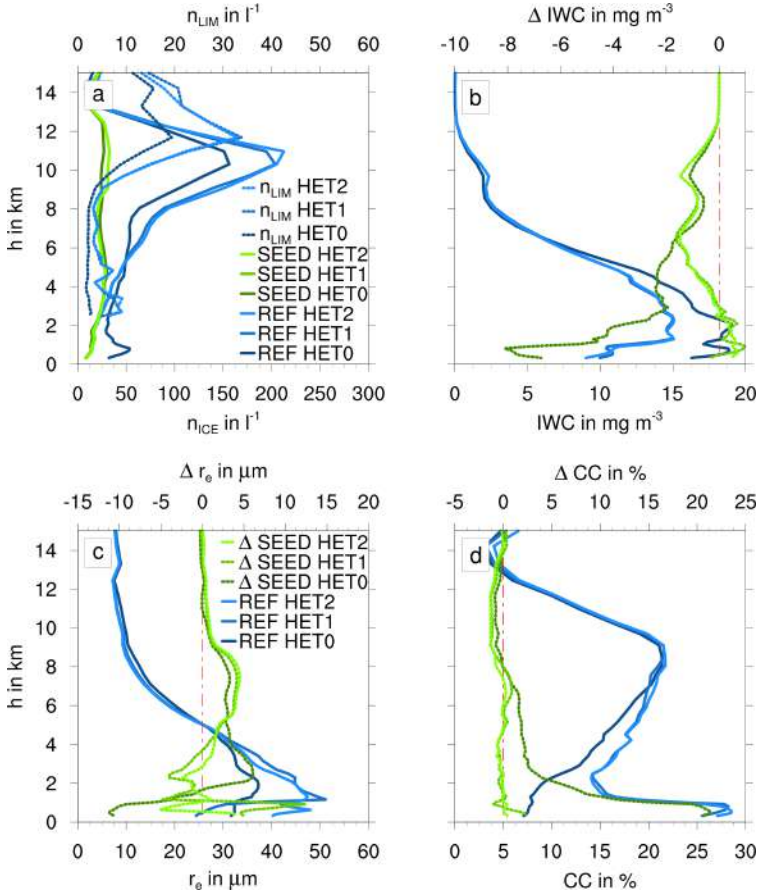 n_LIM in l⁻¹
0 10 20 30 40 50 60
Δ IWC in mg m⁻³
-10 -8 -6 -4 -2 0
h in km
14
12
10
8
6
4
2
0
a
n_LIM HET2
n_LIM HET1
n_LIM HET0
SEED HET2
SEED HET1
SEED HET0
REF HET2
REF HET1
REF HET0
0 50 100 150 200 250 300
n_ICE in l⁻¹
b
0 5 10 15 20
IWC in mg m⁻³
Δ r_e in μm
-15 -10 -5 0 5 10 15 20
Δ CC in %
-5 0 5 10 15 20 25
h in km
14
12
10
8
6
4
2
0
c
Δ SEED HET2
Δ SEED HET1
Δ SEED HET0
REF HET2
REF HET1
REF HET0
0 10 20 30 40 50 60
r_e in μm
d
0 5 10 15 20 25 30
CC in %